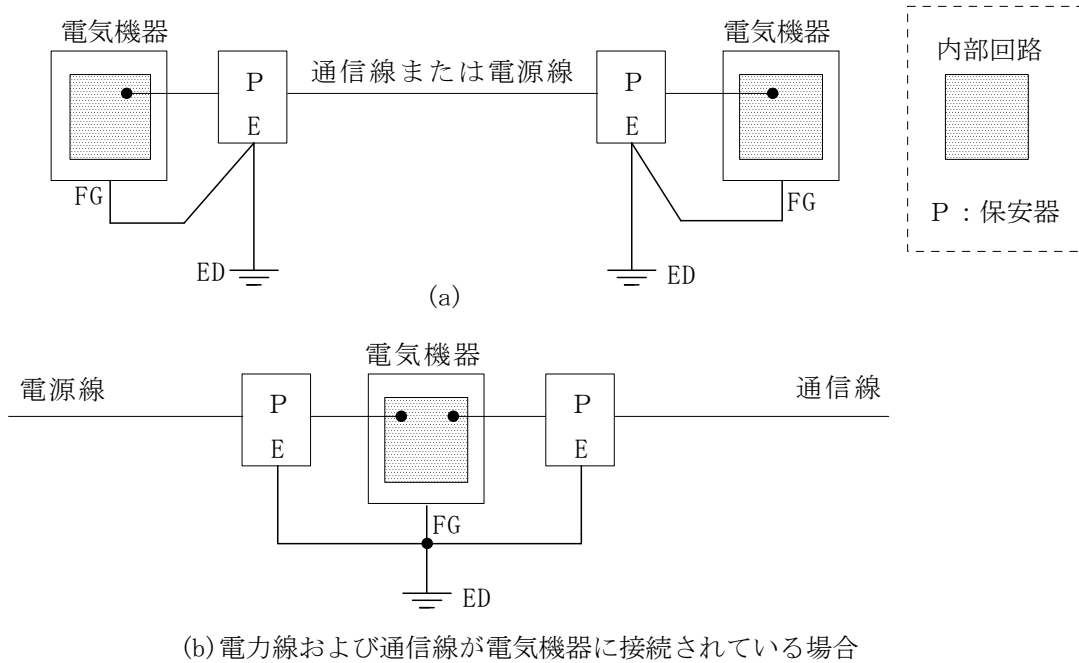 電気機器
電気機器
内部回路
P
通信線または電源線
P
E
E
FG
FG
P：保安器
ED
ED
(a)
電気機器
電源線
通信線
P
P
E
E
FG
ED
(b)電力線および通信線が電気機器に接続されている場合